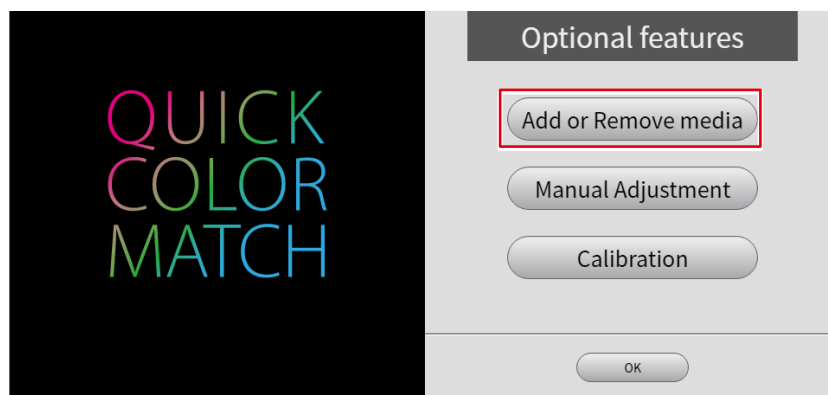 QUICK
COLOR
MATCH
Optional features
Add or Remove media
Manual Adjustment
Calibration
OK